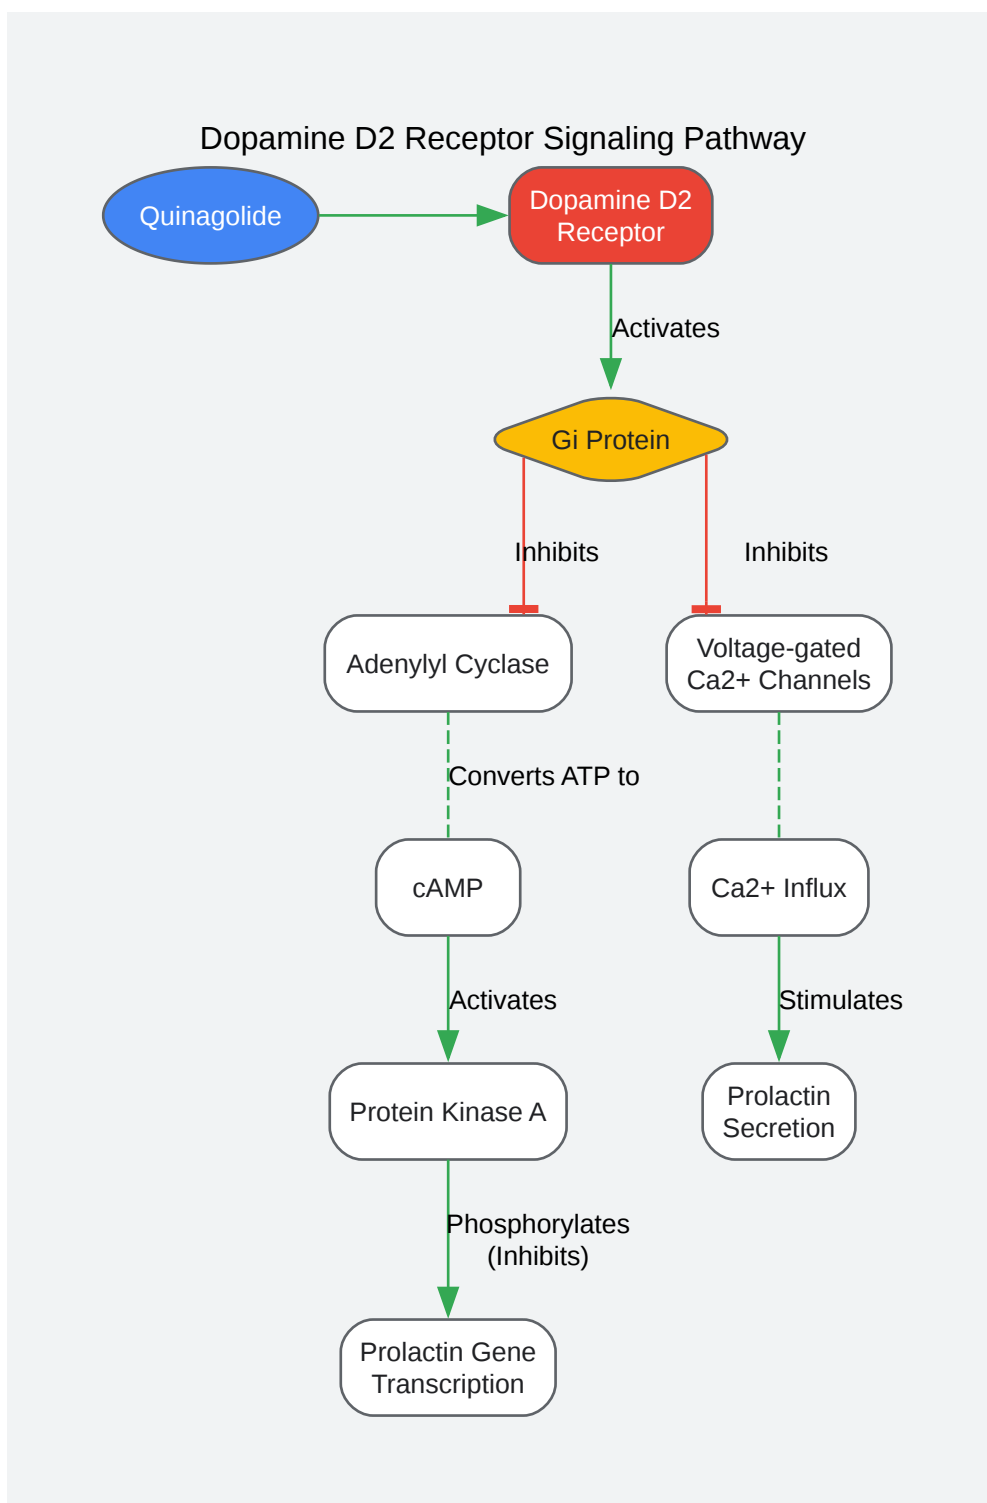 Dopamine D2 Receptor Signaling Pathway
Quinagolide
Dopamine D2
Receptor
Activates
Gi Protein
Inhibits
Inhibits
Adenylyl Cyclase
Voltage-gated
Ca2+ Channels
Converts ATP to
cAMP
Ca2+ Influx
Activates
Stimulates
Protein Kinase A
Prolactin
Secretion
Phosphorylates
(Inhibits)
Prolactin Gene
Transcription